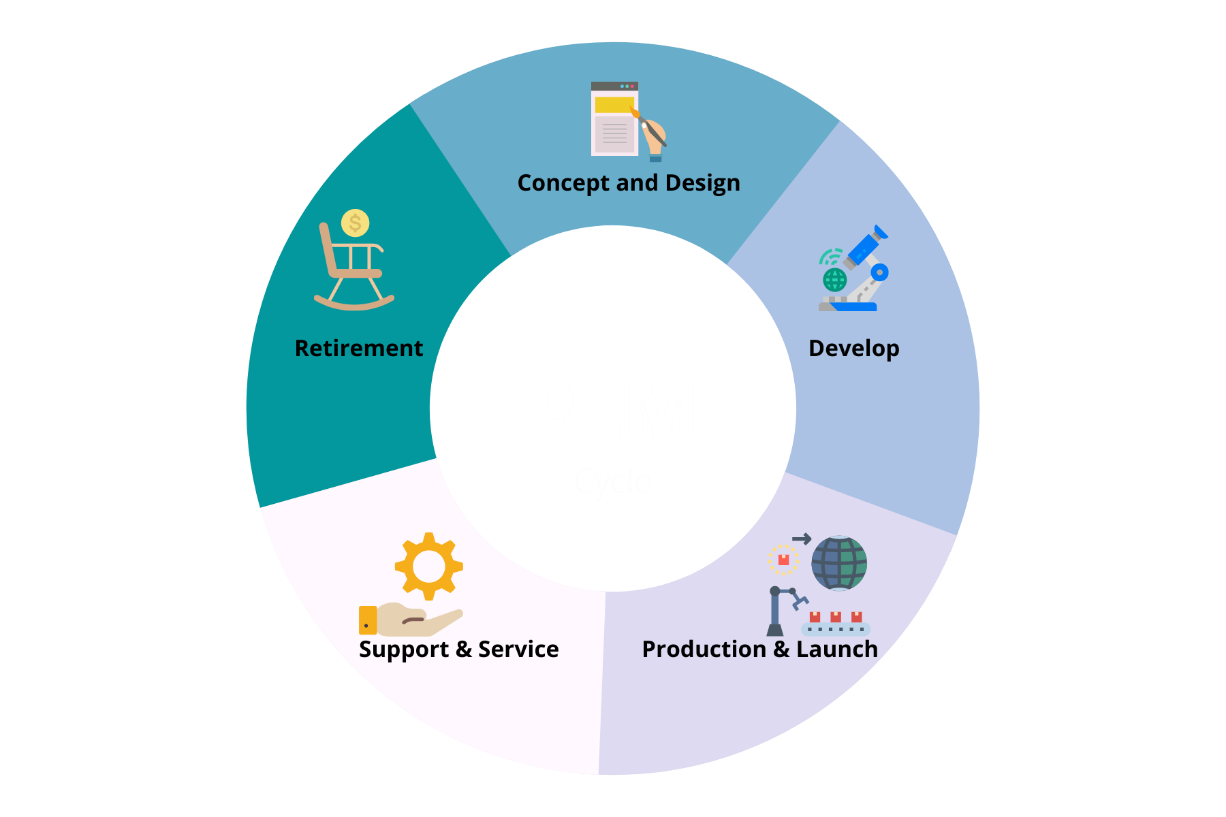 Concept and Design
Develop
Production & Launch
Support & Service
Retirement